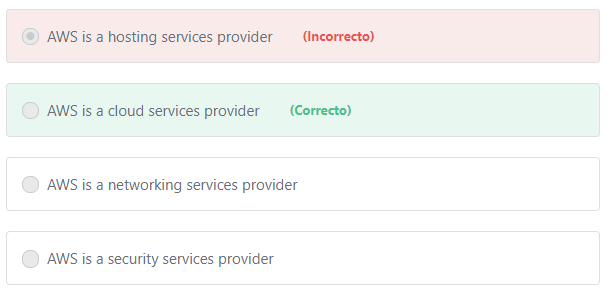 AWS is a hosting services provider (Incorrecto)
AWS is a cloud services provider (Correcto)
AWS is a networking services provider
AWS is a security services provider